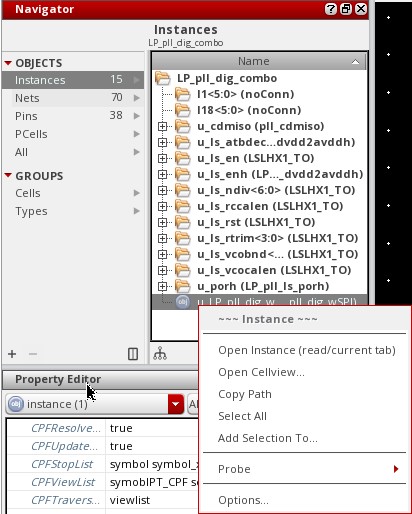 Navigator
Instances
LP_pll_dig_combo
OBJECTS
Instances 15
Nets 70
Pins 38
PCells
All
GROUPS
Cells
Types
Name
LP_pll_dig_combo
I1<5:0> (noConn)
I18<5:0> (noConn)
u_cdmiso (pll_cdmiso)
u_ls_atbdec...dvdd2avddh)
u_ls_en (LSLHX1_TO)
u_ls_enh (LP..._dvdd2avddh)
u_ls_ndiv<6:0> (LSLHX1_TO)
u_ls_rccalen (LSLHX1_TO)
u_ls_rst (LSLHX1_TO)
u_ls_rtrim<3:0> (LSLHX1_TO)
u_ls_vcobnd<... (LSLHX1_TO)
u_ls_vcocalen (LSLHX1_TO)
u_porh (LP_pll_ls_porh)
u_LP_pll_dig_w... pll_dig_wSPI)
~~~ Instance ~~~
Open Instance (read/current tab)
Open Cellview...
Copy Path
Select All
Add Selection To...
Probe
Options...
Property Editor
instance (1)
CPFResolve... true
CPFUpdate... true
CPFStopList symbol symbol_
CPFViewList symoblPT_CPF
CPFTravers... viewlist